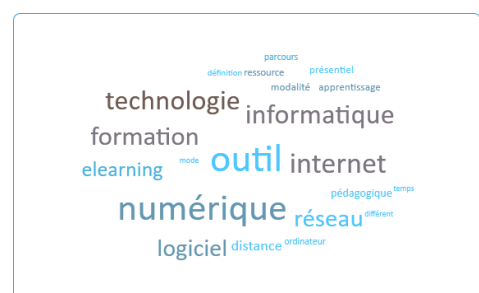 parcours
définition ressource présentiel
modalité apprentissage
technologie informatique
formation
elearning mode outil internet
pédagogique temps
numérique réseau différent
logiciel distance ordinateur